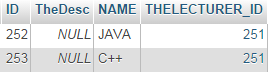 ID TheDesc NAME THELECTURER_ID
252 NULL JAVA 251
253 NULL C++ 251